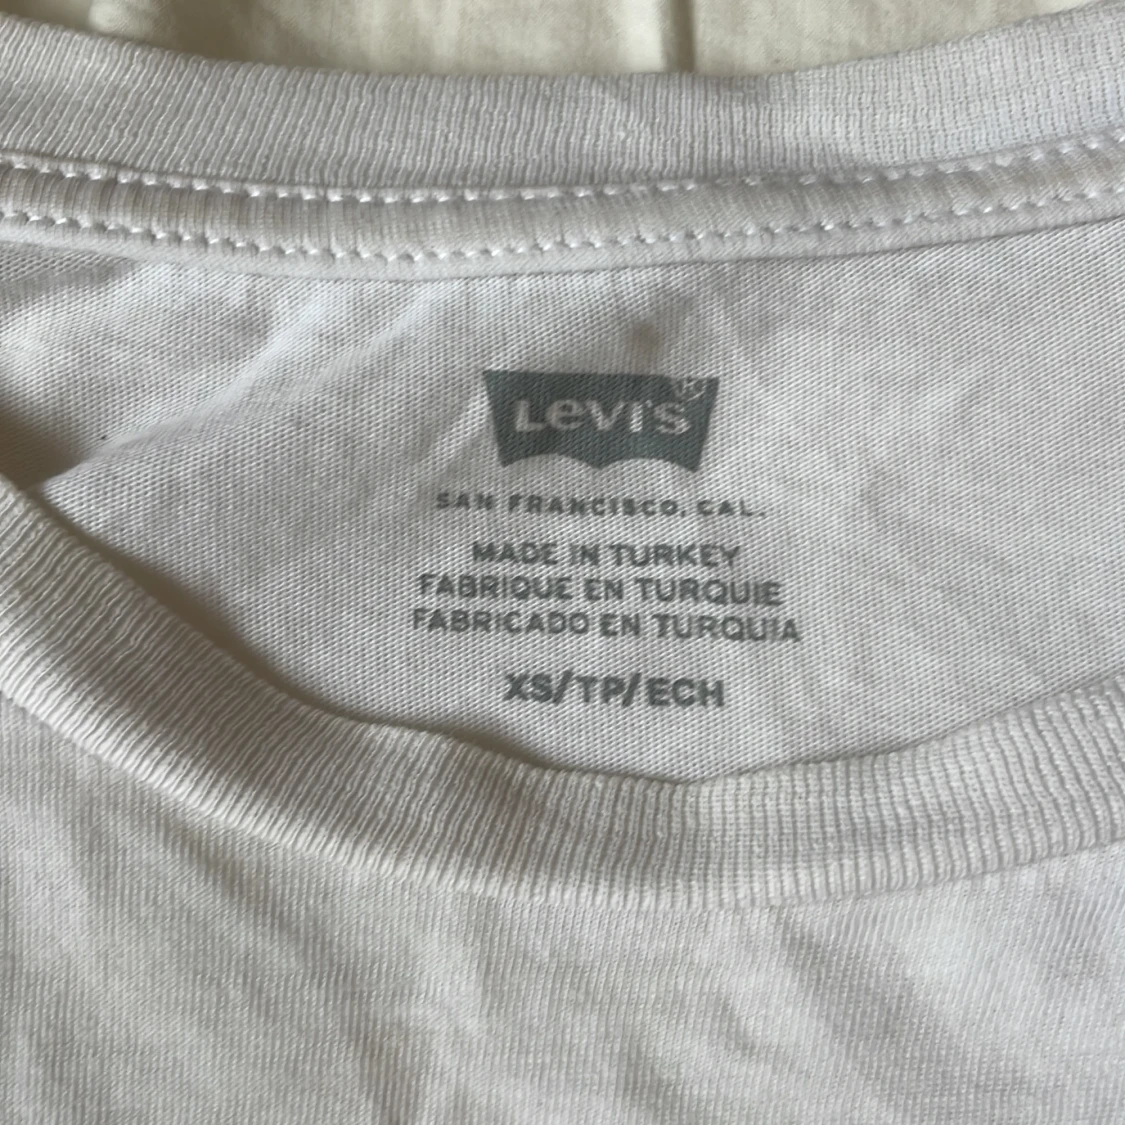 Levi's ®
SAN FRANCISCO, CAL.
MADE IN TURKEY
FABRIQUE EN TURQUIE
FABRICADO EN TURQUIA
XS/TP/ECH